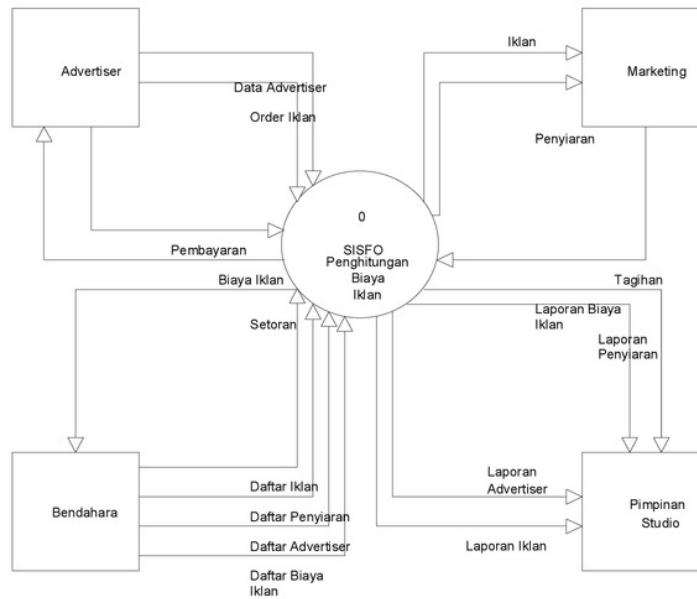 Iklan
Advertiser
Marketing
Data Advertiser
Order Iklan
Penyiaran
0
SISFO
Penghitungan
Biaya
Iklan
Pembayaran
Biaya Iklan
Tagihan
Setoran
Laporan Biaya
Iklan
Laporan
Penyiaran
Laporan
Advertiser
Daftar Iklan
Bendahara
Pimpinan
Studio
Daftar Penyiaran
Daftar Advertiser
Laporan Iklan
Daftar Biaya
Iklan